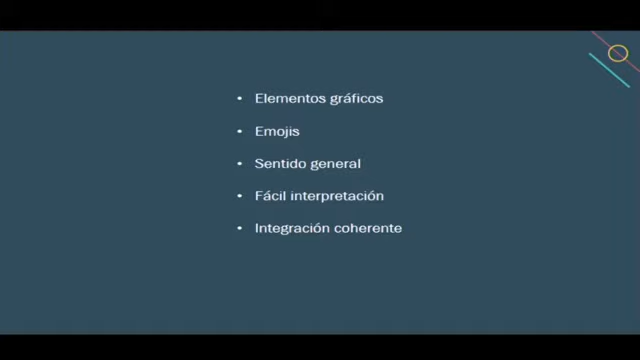 • Elementos gráficos
• Emojis
• Sentido general
• Fácil interpretación
• Integración coherente